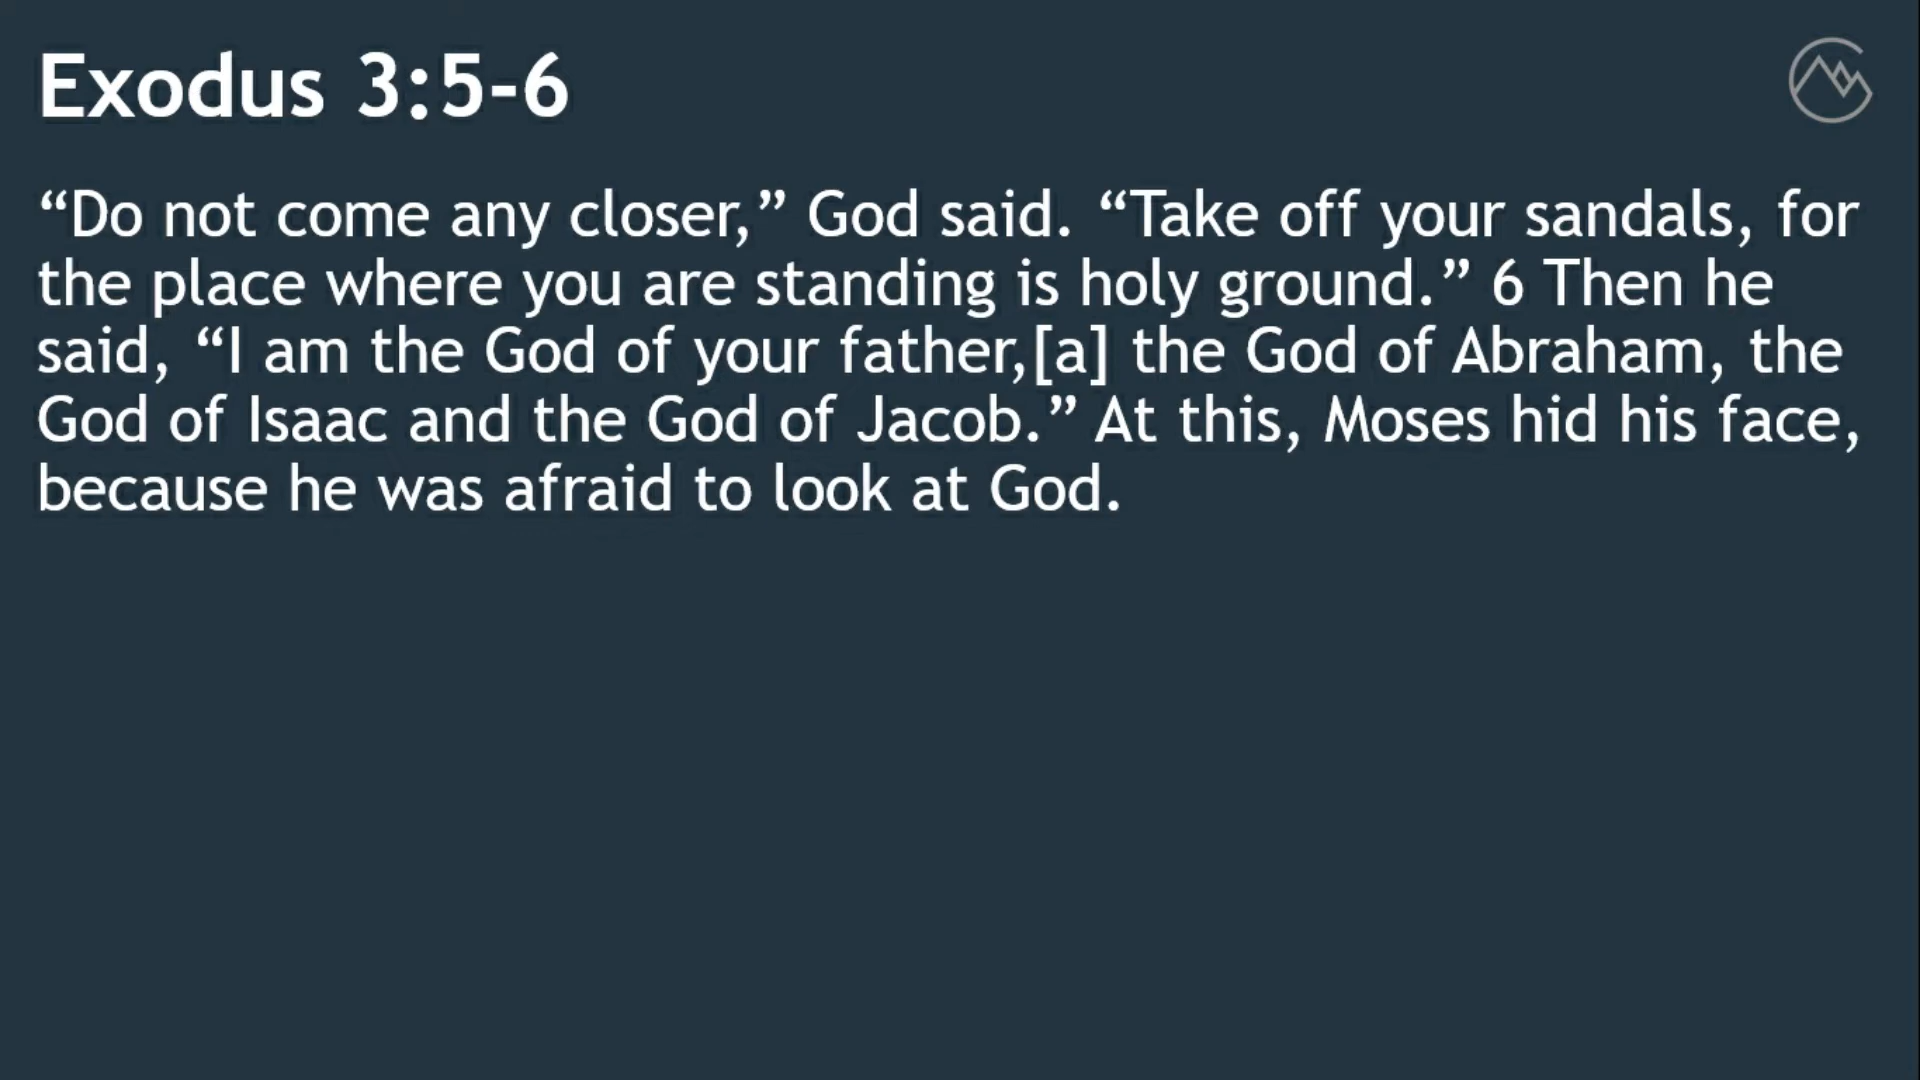 Exodus 3:5-6
“Do not come any closer,” God said. “Take off your sandals, for
the place where you are standing is holy ground.” 6 Then he
said, “I am the God of your father,[a] the God of Abraham, the
God of Isaac and the God of Jacob.” At this, Moses hid his face,
because he was afraid to look at God.